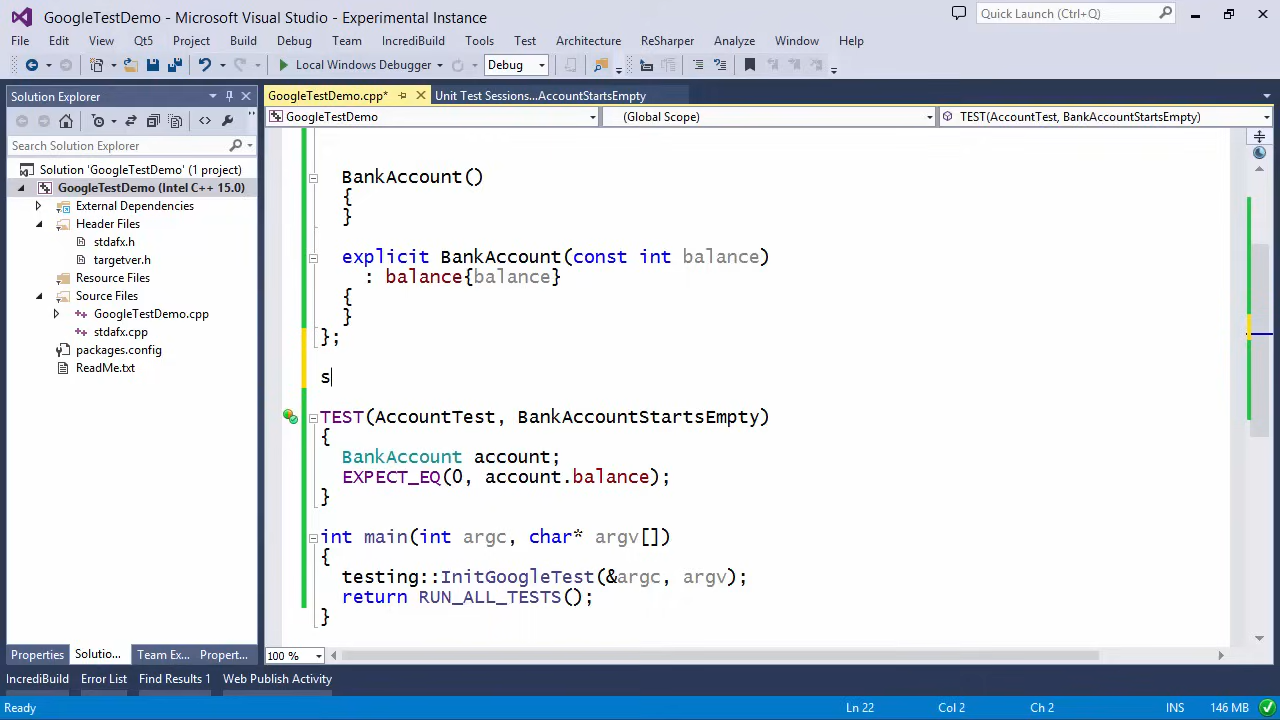 GoogleTestDemo - Microsoft Visual Studio - Experimental Instance
Quick Launch (Ctrl+Q)
File Edit View Qt5 Project Build Debug Team IncrediBuild Tools Test Architecture ReSharper Analyze Window Help
Local Windows Debugger Debug
Solution Explorer
GoogleTestDemo.cpp* Unit Test Sessions...AccountStartsEmpty
GoogleTestDemo (Global Scope) TEST(AccountTest, BankAccountStartsEmpty)
Search Solution Explorer
Solution 'GoogleTestDemo' (1 project)
GoogleTestDemo (Intel C++ 15.0)
External Dependencies
Header Files
stdafx.h
targetver.h
Resource Files
Source Files
GoogleTestDemo.cpp
stdafx.cpp
packages.config
ReadMe.txt
BankAccount()
{
}
explicit BankAccount(const int balance)
: balance{balance}
{
}
};
s
TEST(AccountTest, BankAccountStartsEmpty)
{
BankAccount account;
EXPECT_EQ(0, account.balance);
}
int main(int argc, char* argv[])
{
testing::InitGoogleTest(&argc, argv);
return RUN_ALL_TESTS();
}
Properties Solutio... Team Ex... Propert...
100 %
IncrediBuild Error List Find Results 1 Web Publish Activity
Ready Ln 22 Col 2 Ch 2 INS 146 MB